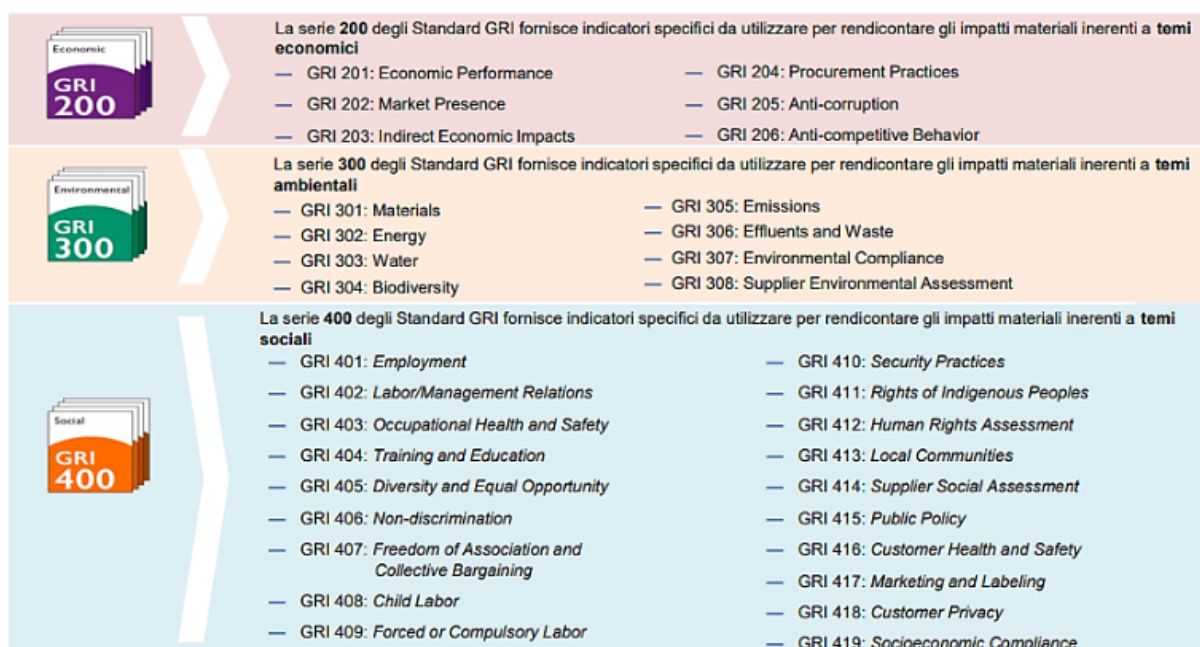 Economic
GRI
200
La serie 200 degli Standard GRI fornisce indicatori specifici da utilizzare per rendicontare gli impatti materiali inerenti a temi
economici
— GRI 201: Economic Performance
— GRI 202: Market Presence
— GRI 203: Indirect Economic Impacts
— GRI 204: Procurement Practices
— GRI 205: Anti-corruption
— GRI 206: Anti-competitive Behavior
Environmental
GRI
300
La serie 300 degli Standard GRI fornisce indicatori specifici da utilizzare per rendicontare gli impatti materiali inerenti a temi
ambientali
— GRI 301: Materials
— GRI 302: Energy
— GRI 303: Water
— GRI 304: Biodiversity
— GRI 305: Emissions
— GRI 306: Effluents and Waste
— GRI 307: Environmental Compliance
— GRI 308: Supplier Environmental Assessment
Social
GRI
400
La serie 400 degli Standard GRI fornisce indicatori specifici da utilizzare per rendicontare gli impatti materiali inerenti a temi
sociali
— GRI 401: Employment
— GRI 402: Labor/Management Relations
— GRI 403: Occupational Health and Safety
— GRI 404: Training and Education
— GRI 405: Diversity and Equal Opportunity
— GRI 406: Non-discrimination
— GRI 407: Freedom of Association and
Collective Bargaining
— GRI 408: Child Labor
— GRI 409: Forced or Compulsory Labor
— GRI 410: Security Practices
— GRI 411: Rights of Indigenous Peoples
— GRI 412: Human Rights Assessment
— GRI 413: Local Communities
— GRI 414: Supplier Social Assessment
— GRI 415: Public Policy
— GRI 416: Customer Health and Safety
— GRI 417: Marketing and Labeling
— GRI 418: Customer Privacy
— GRI 419: Socioeconomic Compliance